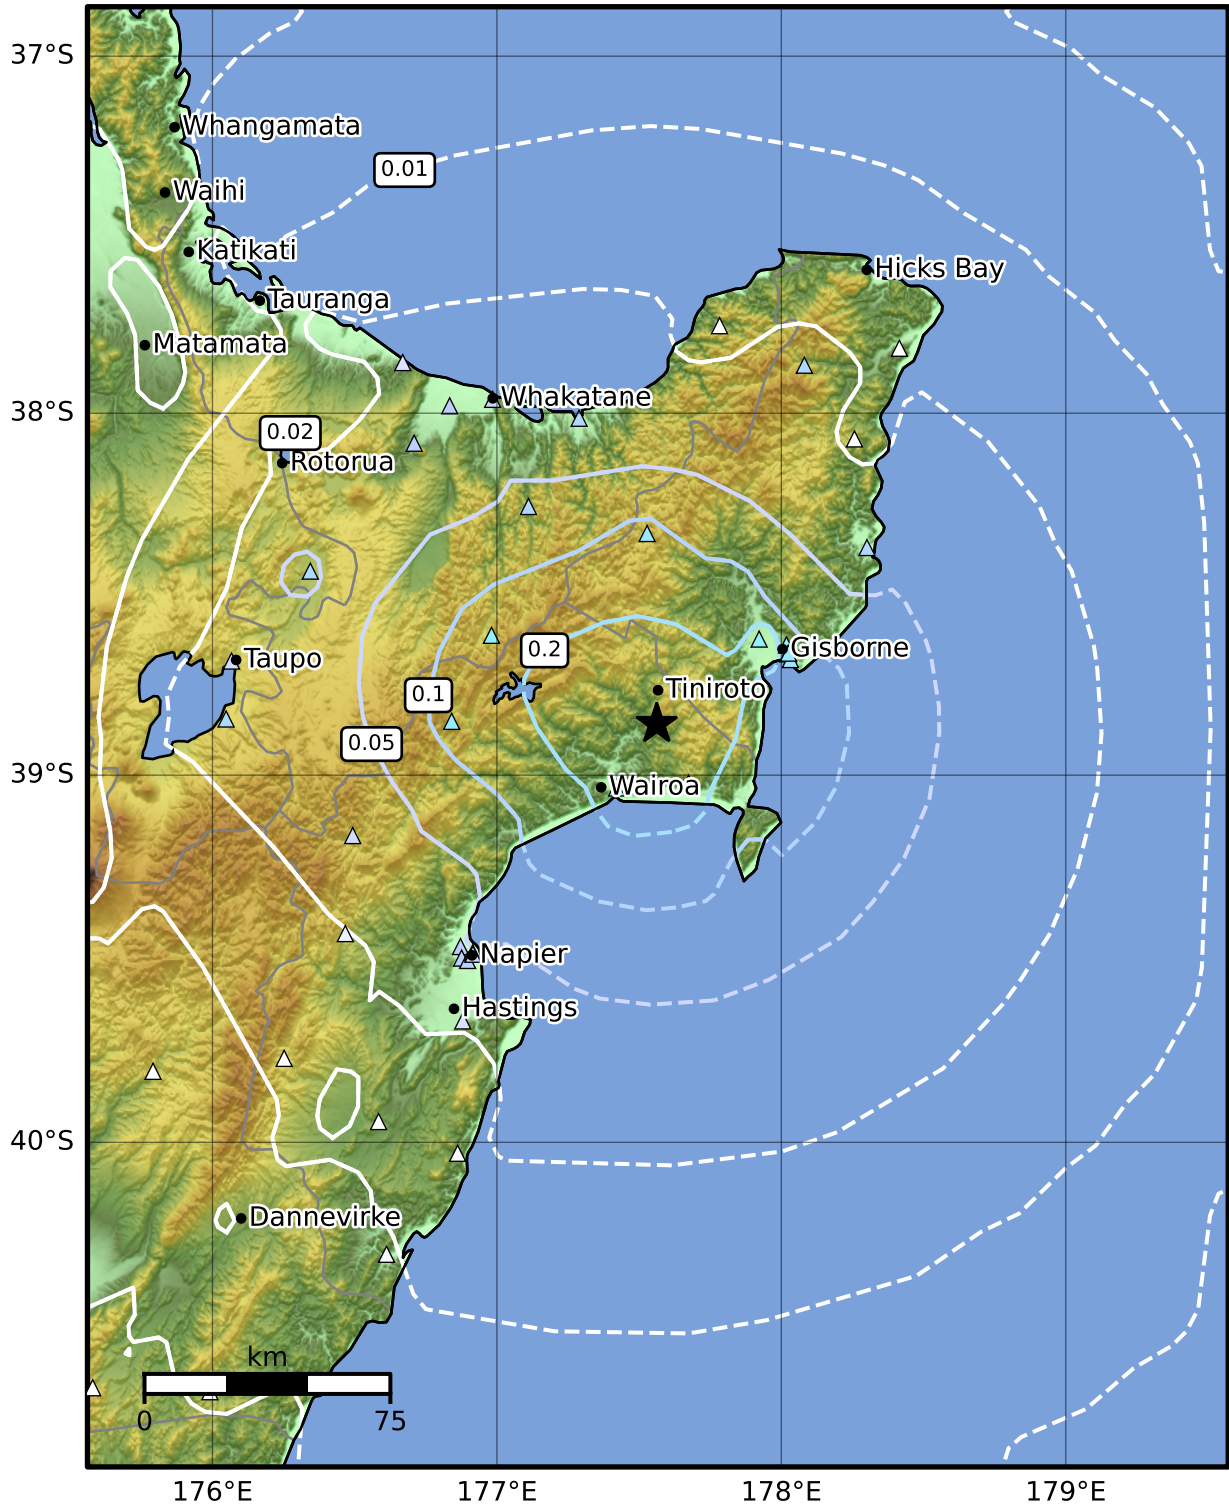 37°S
Whangamata
0.01
Waihi
Katikati
Hicks Bay
Tauranga
Matamata
Whakatane
38°S
0.02
Rotorua
0.2
Gisborne
Taupo
Tiniroto
0.1
0.05
39°S
Wairoa
Napier
Hastings
40°S
Dannevirke
km
0
75
176°E
177°E
178°E
179°E